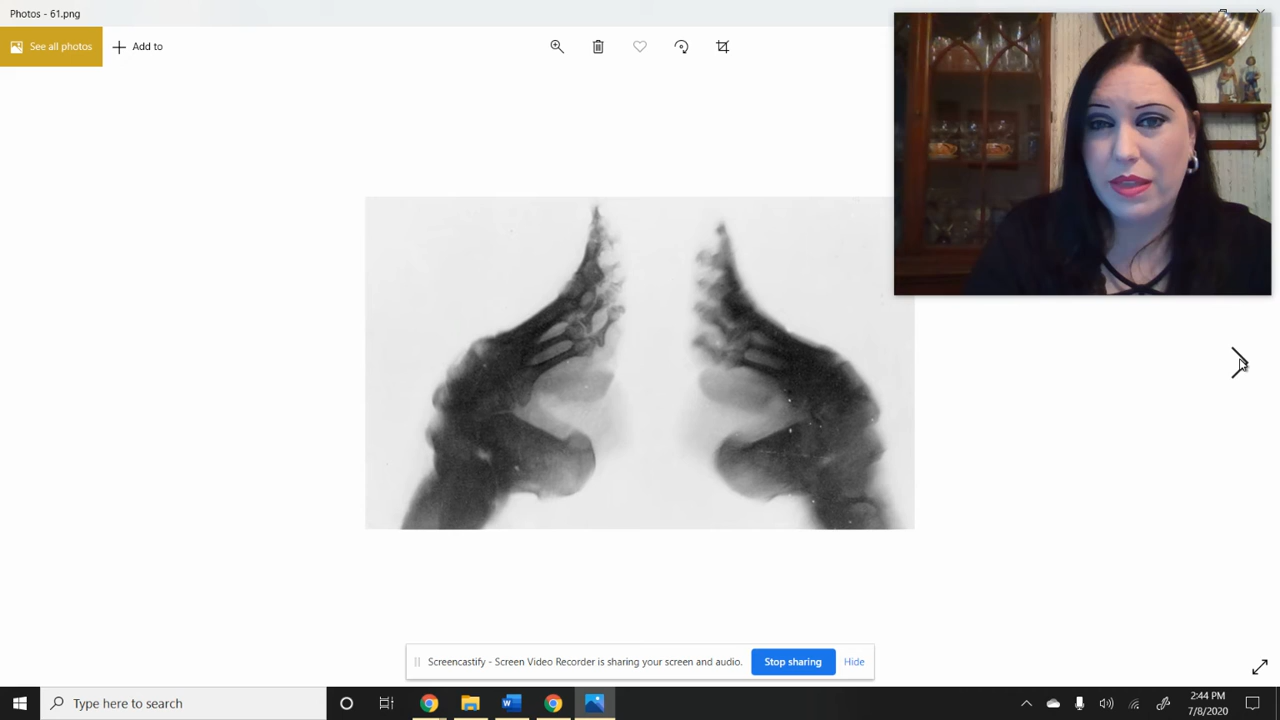 Photos - 61.png
See all photos
Add to
Screencastify - Screen Video Recorder is sharing your screen and audio.
Stop sharing
Hide
Type here to search
2:44 PM
7/8/2020